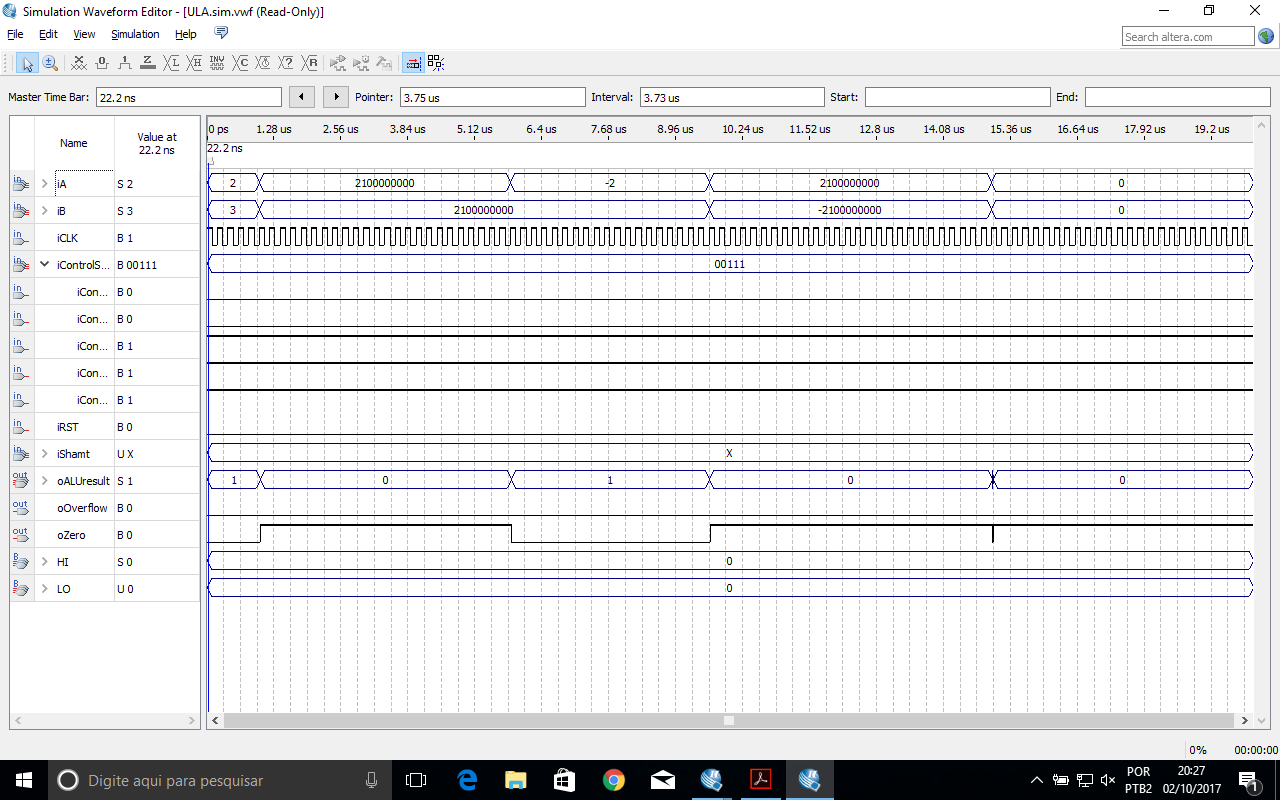 Simulation Waveform Editor - [ULA.sim.vwf (Read-Only)]
File Edit View Simulation Help
Search altera.com
Master Time Bar: 22.2 ns Pointer: 3.75 us Interval: 3.73 us Start: End:
Name Value at 22.2 ns
0 ps 1.28 us 2.56 us 3.84 us 5.12 us 6.4 us 7.68 us 8.96 us 10.24 us 11.52 us 12.8 us 14.08 us 15.36 us 16.64 us 17.92 us 19.2 us
22.2 ns
iA S 2 2 2100000000 -2 2100000000 0
iB S 3 3 2100000000 -2100000000 0
iCLK B 1
iControlS... B 00111 00111
iCon... B 0
iCon... B 0
iCon... B 1
iCon... B 1
iCon... B 1
iRST B 0
iShamt U X X
oALUresult S 1 1 0 1 0 0
oOverflow B 0
oZero B 0
HI S 0 0
LO U 0 0
0% 00:00:00
Digite aqui para pesquisar
POR
PTB2
20:27
02/10/2017
1